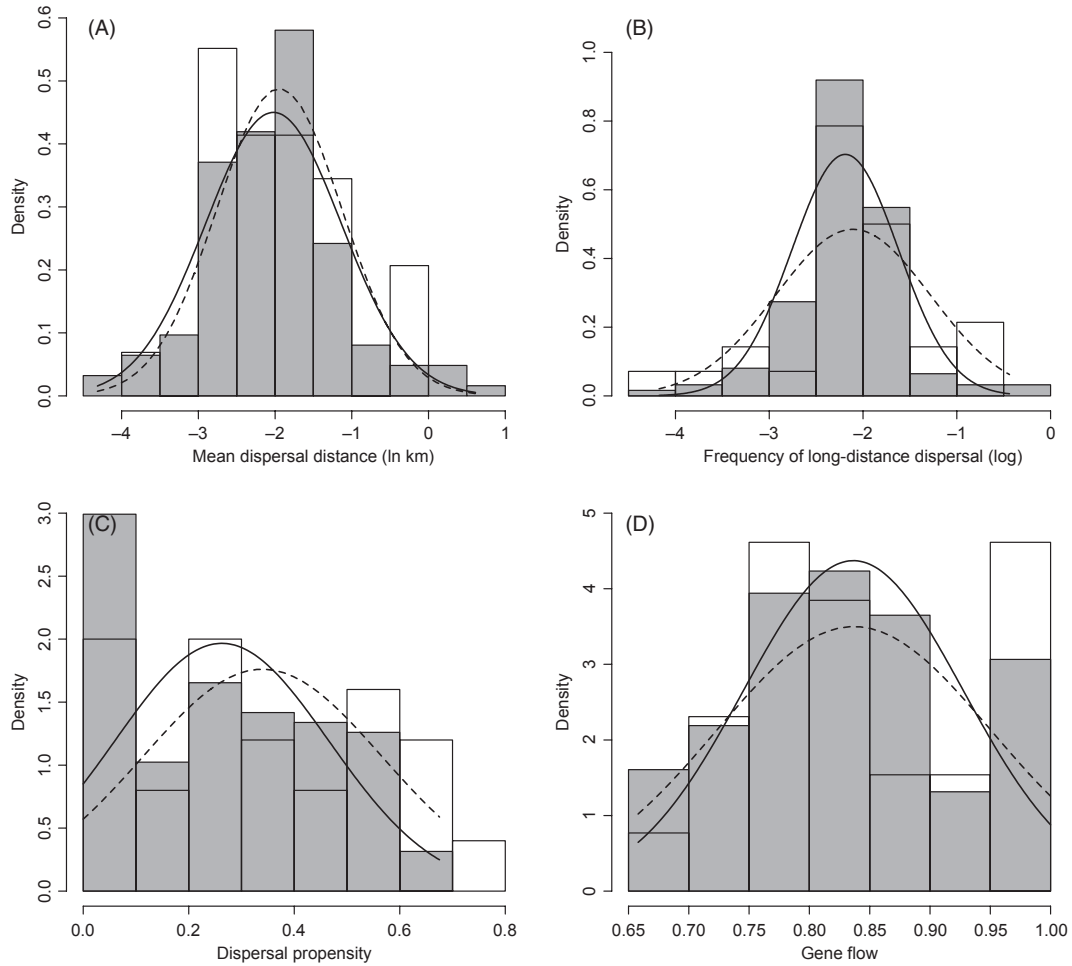 (A)
Density
0.0 0.1 0.2 0.3 0.4 0.5 0.6
–4 –3 –2 –1 0 1
Mean dispersal distance (ln km)
(B)
Density
0.0 0.2 0.4 0.6 0.8 1.0
–4 –3 –2 –1 0
Frequency of long-distance dispersal (log)
(C)
Density
0.0 0.5 1.0 1.5 2.0 2.5 3.0
0.0 0.2 0.4 0.6 0.8
Dispersal propensity
(D)
Density
0 1 2 3 4 5
0.65 0.70 0.75 0.80 0.85 0.90 0.95 1.00
Gene flow